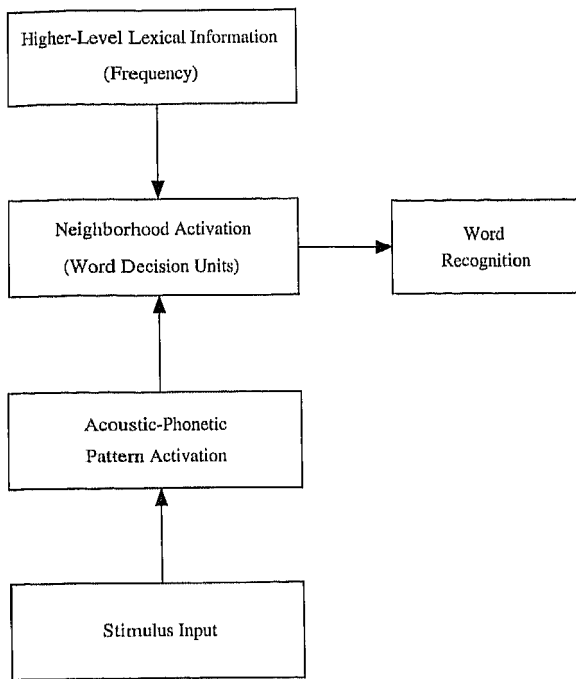 Higher-Level Lexical Information
(Frequency)
Neighborhood Activation
(Word Decision Units)
Word
Recognition
Acoustic-Phonetic
Pattern Activation
Stimulus Input